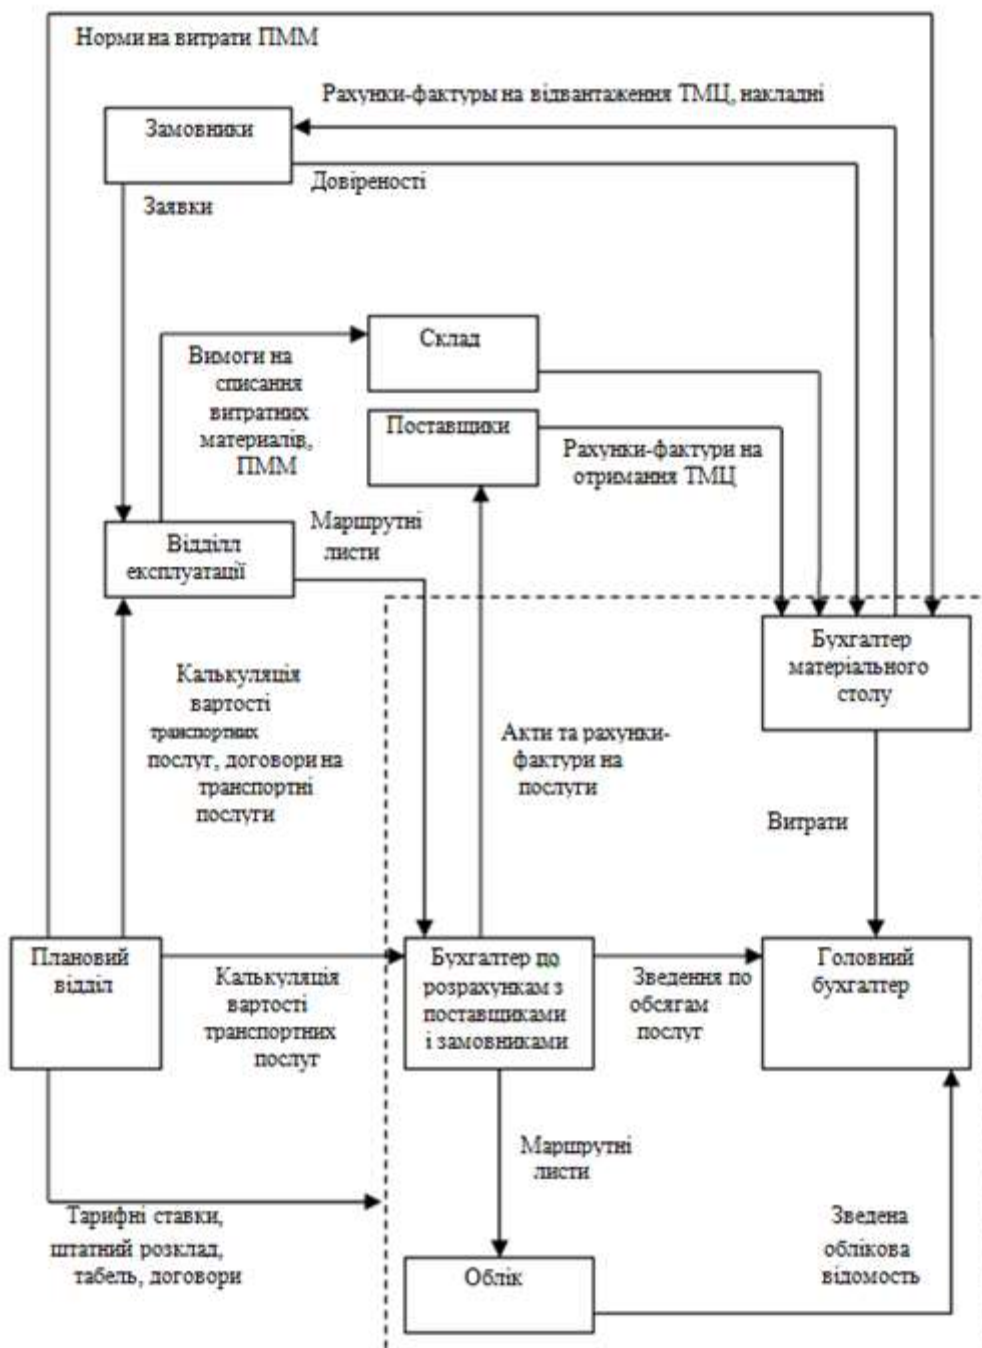 Норми на витрати ПММ
Рахунки-фактуры на відвантаження ТМЦ, накладні
Замовники
Довіреності
Заявки
Склад
Вимоги на
списання
витратних
материалів,
ПММ
Поставщики
Рахунки-фактури на
отримання ТМЦ
Маршрутні
листи
Відділл
експлуатації
Бухгалтер
матеріального
столу
Калькуляція
вартості
транспортних
послуг, договори на
транспортні
послуги
Акти та рахунки-
фактури на
послуги
Витрати
Плановий
відділ
Калькуляція
вартості
транспортних
послуг
Бухгалтер по
розрахункам з
поставщиками
і замовниками
Зведення по
обсягам
послуг
Головний
бухгалтер
Маршрутні
листи
Тарифні ставки,
штатний розклад,
табель, договори
Облік
Зведена
облікова
відомость